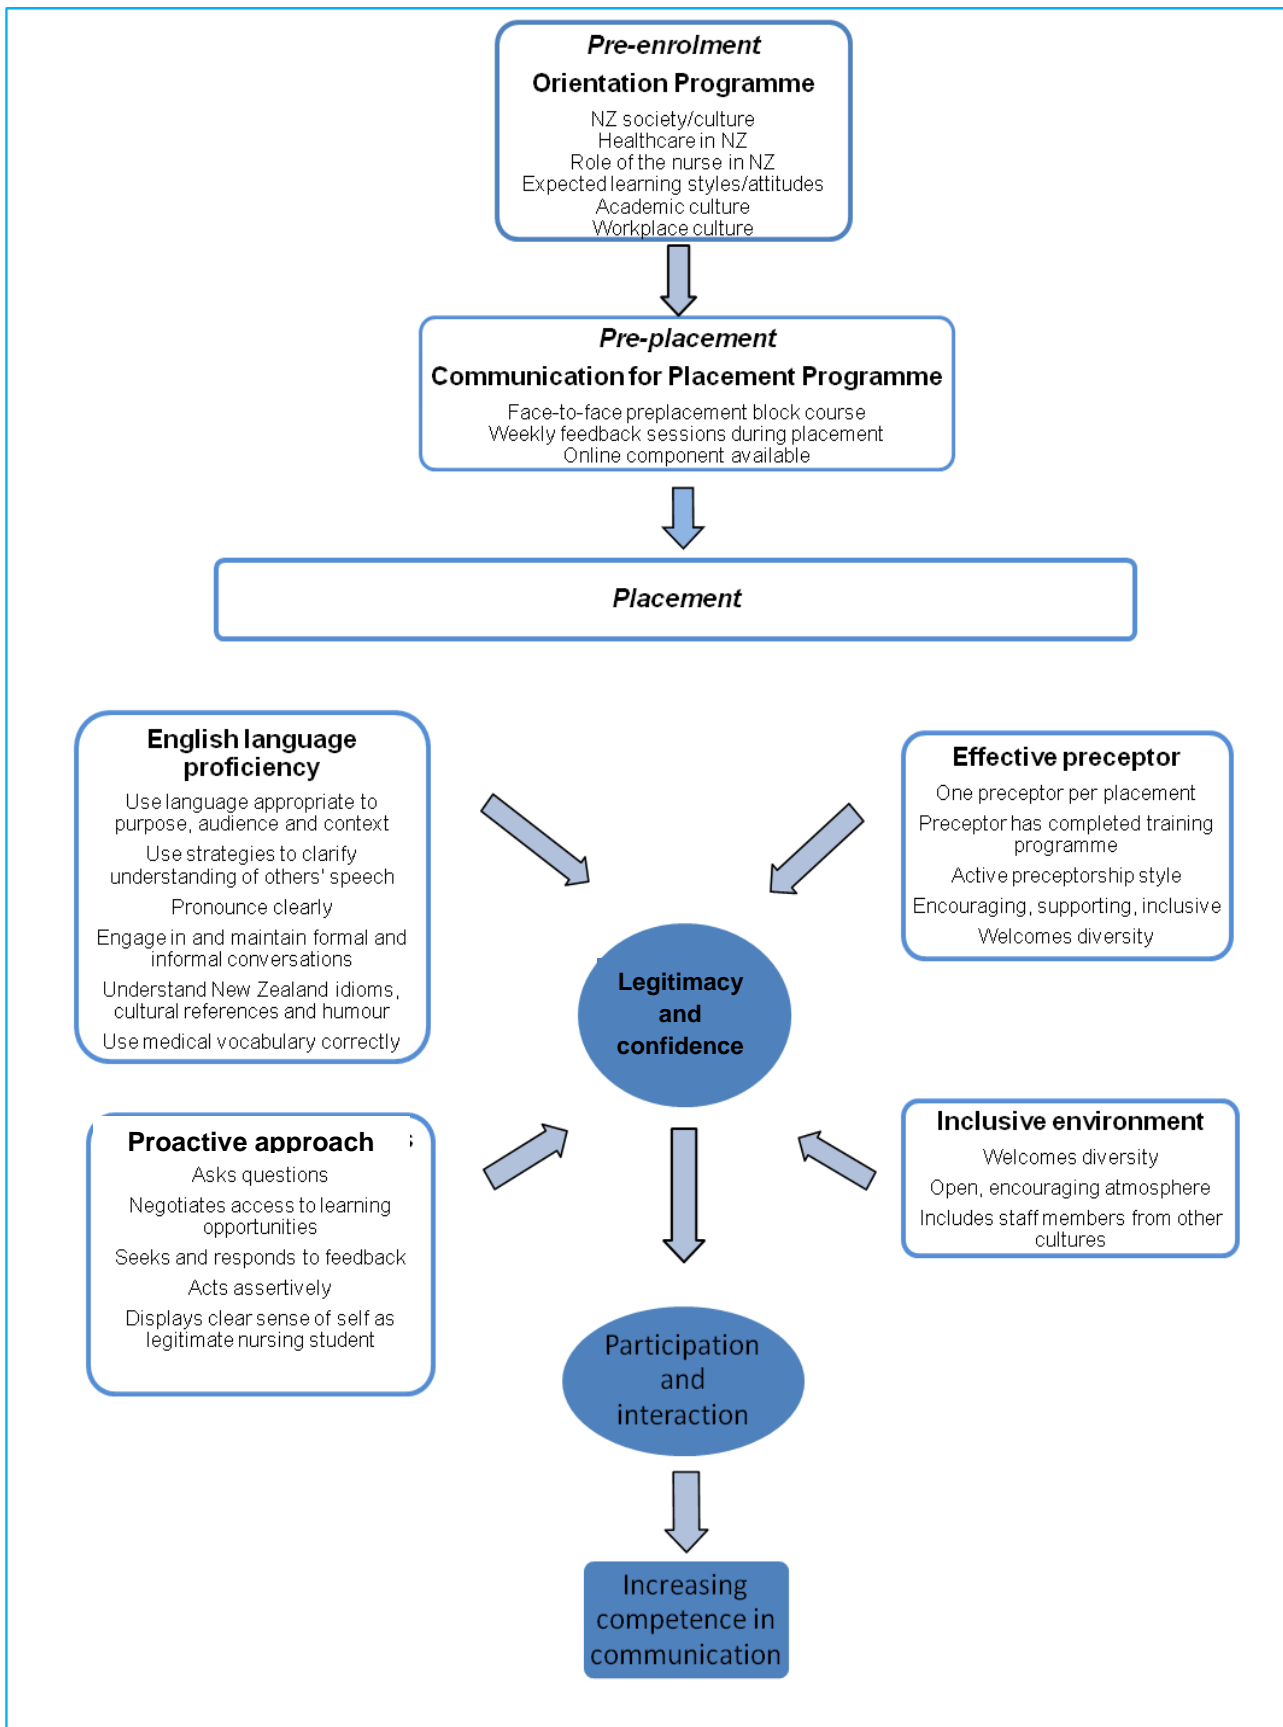 Pre-enrolment
Orientation Programme
NZ society/culture
Healthcare in NZ
Role of the nurse in NZ
Expected learning styles/attitudes
Academic culture
Workplace culture
Pre-placement
Communication for Placement Programme
Face-to-face preplacement block course
Weekly feedback sessions during placement
Online component available
Placement
English language
proficiency
Use language appropriate to
purpose, audience and context
Use strategies to clarify
understanding of others' speech
Pronounce clearly
Engage in and maintain formal and
informal conversations
Understand New Zealand idioms,
cultural references and humour
Use medical vocabulary correctly
Effective preceptor
One preceptor per placement
Preceptor has completed training
programme
Active preceptorship style
Encouraging, supporting, inclusive
Welcomes diversity
Legitimacy
and
confidence
Proactive approach
Asks questions
Negotiates access to learning
opportunities
Seeks and responds to feedback
Acts assertively
Displays clear sense of self as
legitimate nursing student
Inclusive environment
Welcomes diversity
Open, encouraging atmosphere
Includes staff members from other
cultures
Participation
and
interaction
Increasing
competence in
communication